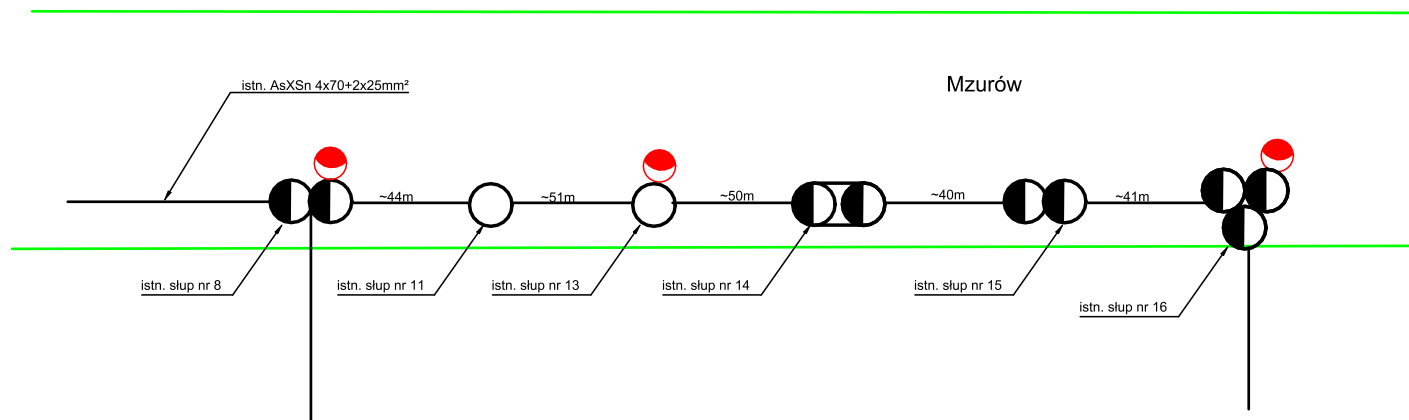 istn. AsXSn 4x70+2x25mm²
Mzurów
~44m
~51m
~50m
~40m
~41m
istn. słup nr 8
istn. słup nr 11
istn. słup nr 13
istn. słup nr 14
istn. słup nr 15
istn. słup nr 16